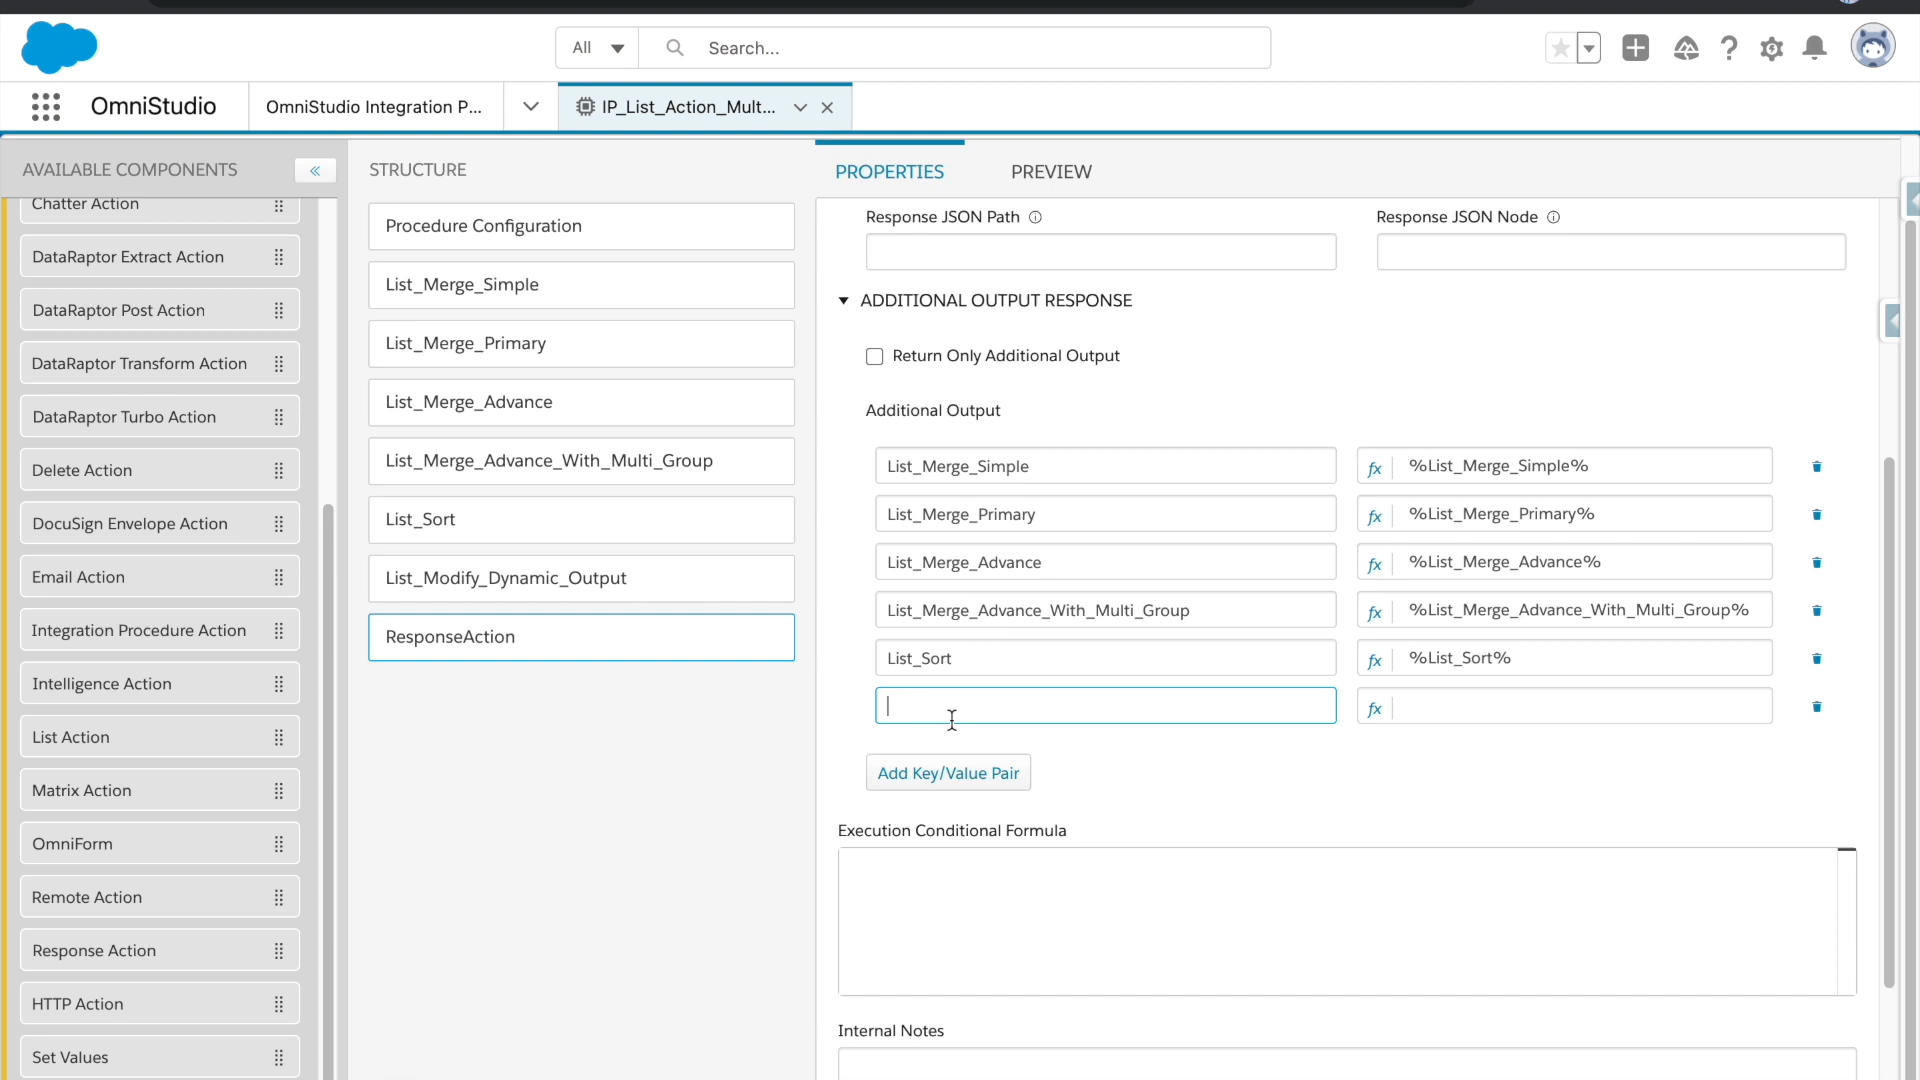 All
Search...
OmniStudio
OmniStudio Integration P...
IP_List_Action_Mult...
AVAILABLE COMPONENTS
Chatter Action
DataRaptor Extract Action
DataRaptor Post Action
DataRaptor Transform Action
DataRaptor Turbo Action
Delete Action
DocuSign Envelope Action
Email Action
Integration Procedure Action
Intelligence Action
List Action
Matrix Action
OmniForm
Remote Action
Response Action
HTTP Action
Set Values
STRUCTURE
Procedure Configuration
List_Merge_Simple
List_Merge_Primary
List_Merge_Advance
List_Merge_Advance_With_Multi_Group
List_Sort
List_Modify_Dynamic_Output
ResponseAction
PROPERTIES
PREVIEW
Response JSON Path
Response JSON Node
ADDITIONAL OUTPUT RESPONSE
Return Only Additional Output
Additional Output
List_Merge_Simple fx %List_Merge_Simple%
List_Merge_Primary fx %List_Merge_Primary%
List_Merge_Advance fx %List_Merge_Advance%
List_Merge_Advance_With_Multi_Group fx %List_Merge_Advance_With_Multi_Group%
List_Sort fx %List_Sort%
fx
Add Key/Value Pair
Execution Conditional Formula
Internal Notes